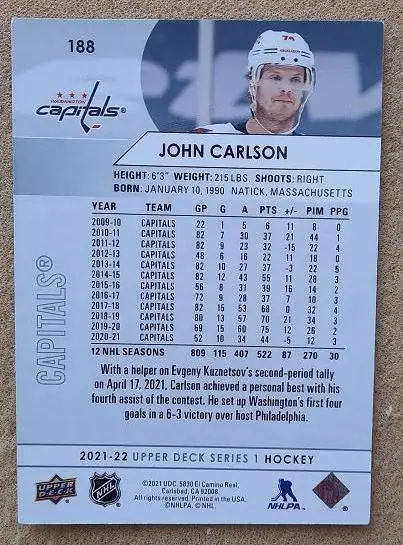 188
74
WASHINGTON
capitals®
JOHN CARLSON
HEIGHT: 6'3" WEIGHT: 215 LBS. SHOOTS: RIGHT
BORN: JANUARY 10, 1990 NATICK, MASSACHUSETTS
YEAR TEAM GP G A PTS +/- PIM PPG
2009-10 CAPITALS 22 1 5 6 11 8 0
2010-11 CAPITALS 82 7 30 37 21 44 1
2011-12 CAPITALS 82 9 23 32 -15 22 4
2012-13 CAPITALS 48 6 16 22 11 18 0
2013-14 CAPITALS 82 10 27 37 -3 22 5
2014-15 CAPITALS 82 12 43 55 11 28 3
2015-16 CAPITALS 56 8 31 39 16 14 2
2016-17 CAPITALS 72 9 28 37 7 10 3
2017-18 CAPITALS 82 15 53 68 0 32 4
2018-19 CAPITALS 80 13 57 70 21 34 3
2019-20 CAPITALS 69 15 60 75 12 26 2
2020-21 CAPITALS 52 10 34 44 -5 12 3
12 NHL SEASONS 809 115 407 522 87 270 30
CAPITALS®
With a helper on Evgeny Kuznetsov's second-period tally
on April 17, 2021, Carlson achieved a personal best with his
fourth assist of the contest. He set up Washington's first four
goals in a 6-3 victory over host Philadelphia.
2021-22 UPPER DECK SERIES 1 HOCKEY
UPPER
DECK
NHL
©2021 UDC. 5830 El Camino Real,
Carlsbad, CA 92008.
All rights reserved. Printed in the USA.
©NHLPA. © NHL.
NHLPA